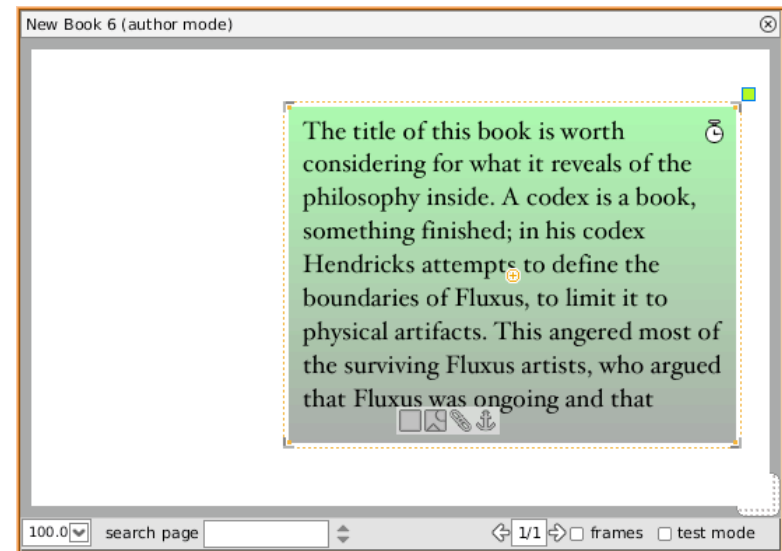 New Book 6 (author mode)
The title of this book is worth
considering for what it reveals of the
philosophy inside. A codex is a book,
something finished; in his codex
Hendricks attempts to define the
boundaries of Fluxus, to limit it to
physical artifacts. This angered most of
the surviving Fluxus artists, who argued
that Fluxus was ongoing and that
100.0 search page 1/1 frames test mode